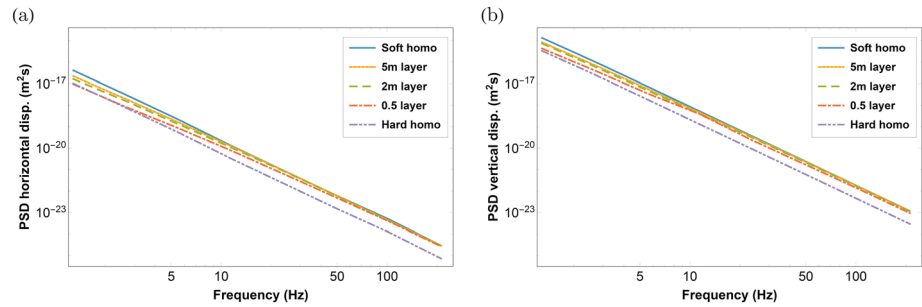 (a)
PSD horizontal disp. (m²s)
10⁻¹⁷
10⁻²⁰
10⁻²³
Soft homo
5m layer
2m layer
0.5 layer
Hard homo
5 10 50 100
Frequency (Hz)
(b)
PSD vertical disp. (m²s)
10⁻¹⁷
10⁻²⁰
10⁻²³
Soft homo
5m layer
2m layer
0.5 layer
Hard homo
5 10 50 100
Frequency (Hz)